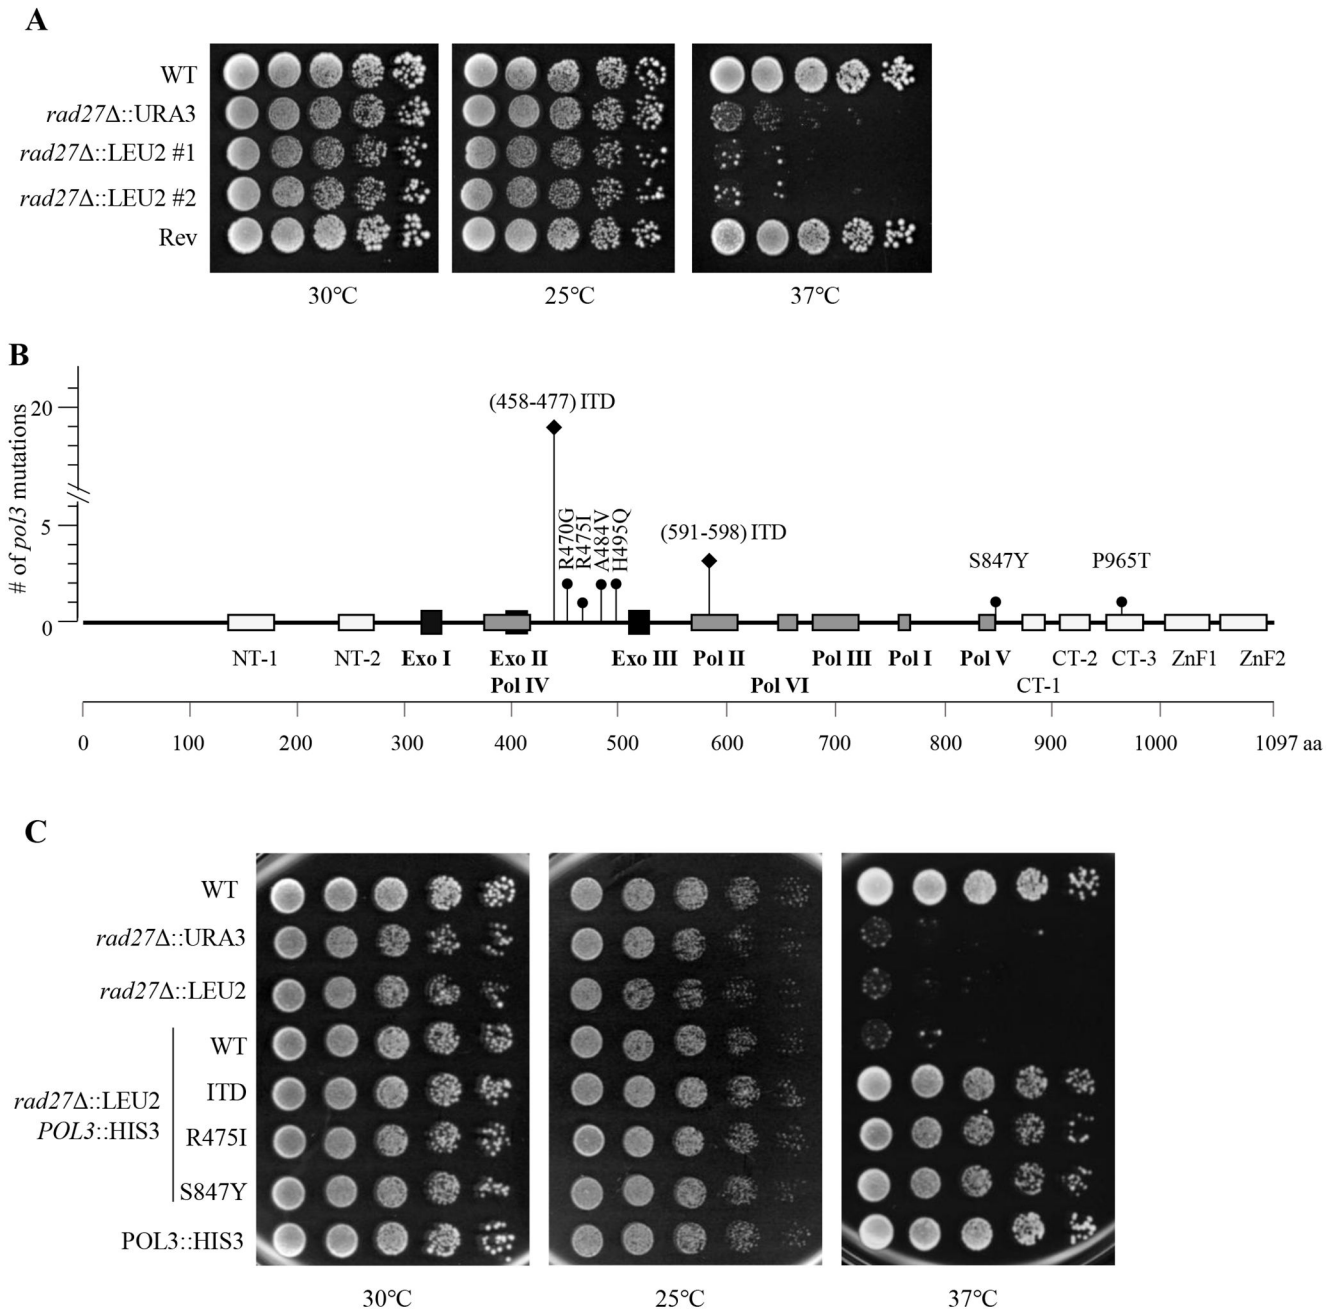 A
WT
rad27Δ::URA3
rad27Δ::LEU2 #1
rad27Δ::LEU2 #2
Rev
30°C 25°C 37°C
B
# of pol3 mutations
20
5
0
(458-477) ITD
R470G
R475I
A484V
H495Q
(591-598) ITD
S847Y P965T
NT-1 NT-2 Exo I Exo II Exo III Pol II Pol III Pol I Pol V CT-2 CT-3 ZnF1 ZnF2
Pol IV Pol VI CT-1
0 100 200 300 400 500 600 700 800 900 1000 1097 aa
C
WT
rad27Δ::URA3
rad27Δ::LEU2
WT
ITD
rad27Δ::LEU2
POL3::HIS3
R475I
S847Y
POL3::HIS3
30°C 25°C 37°C